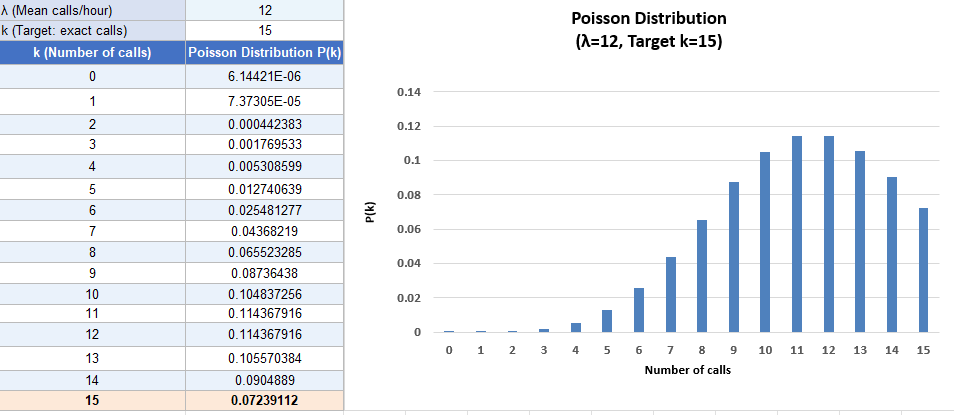 λ (Mean calls/hour) 12
k (Target: exact calls) 15
k (Number of calls) Poisson Distribution P(k)
0 6.14421E-06
1 7.37305E-05
2 0.000442383
3 0.001769533
4 0.005308599
5 0.012740639
6 0.025481277
7 0.04368219
8 0.065523285
9 0.08736438
10 0.104837256
11 0.114367916
12 0.114367916
13 0.105570384
14 0.0904889
15 0.07239112
Poisson Distribution
(λ=12, Target k=15)
0.14
0.12
0.1
0.08
0.06
0.04
0.02
0
P(k)
0 1 2 3 4 5 6 7 8 9 10 11 12 13 14 15
Number of calls